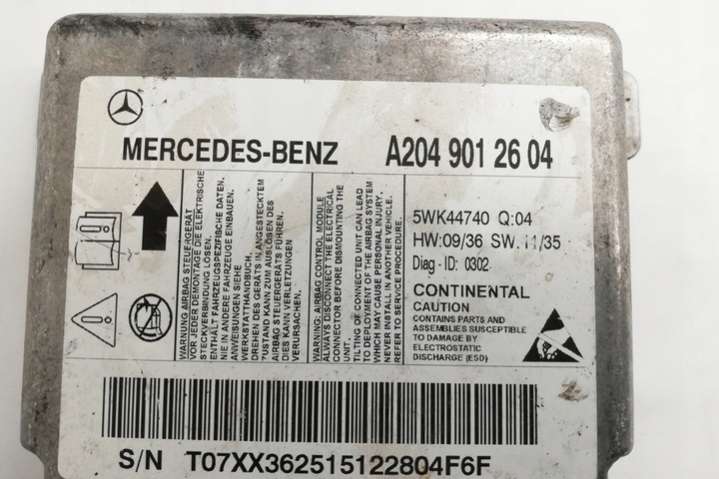 MERCEDES-BENZ A204 901 26 04
WARNUNG AIRBAG STEUERGERÄT
VOR JEDER DEMONTAGE DIE ELEKTRISCHE
STECKVERBINDUNG LÖSEN.
ENTHÄLT FAHRZEUGSPEZIFISCHE DATEN.
NIE IN ANDERE FAHRZEUGE EINBAUEN.
ANWEISUNGEN SIEHE
WERKSTATTHANDBUCH.
DREHEN DES GERÄTS IN ANGESTECKTEM
ZUSTAND KANN ZUM AUSLÖSEN DES
AIRBAG STEUERGERÄT FÜHREN.
DIES KANN VERLETZUNGEN
VERURSACHEN.
WARNING: AIRBAG CONTROL MODULE
ALWAYS DISCONNECT THE ELECTRICAL
CONNECTOR BEFORE DISMOUNTING THE
UNIT.
TILTING OF CONNECTED UNIT CAN LEAD
TO DEPLOYMENT OF THE AIRBAG SYSTEM
WHICH MAY CAUSE PERSONAL INJURY.
NEVER INSTALL IN ANOTHER VEHICLE.
REFER TO SERVICE PROCEDURE.
5WK44740 Q:04
HW:09/36 SW. 11/35
Diag - ID: 0302
CONTINENTAL
CAUTION
CONTAINS PARTS AND
ASSEMBLIES SUSCEPTIBLE
TO DAMAGE BY
ELECTROSTATIC
DISCHARGE (ESD)
S/N T07XX362515122804F6F